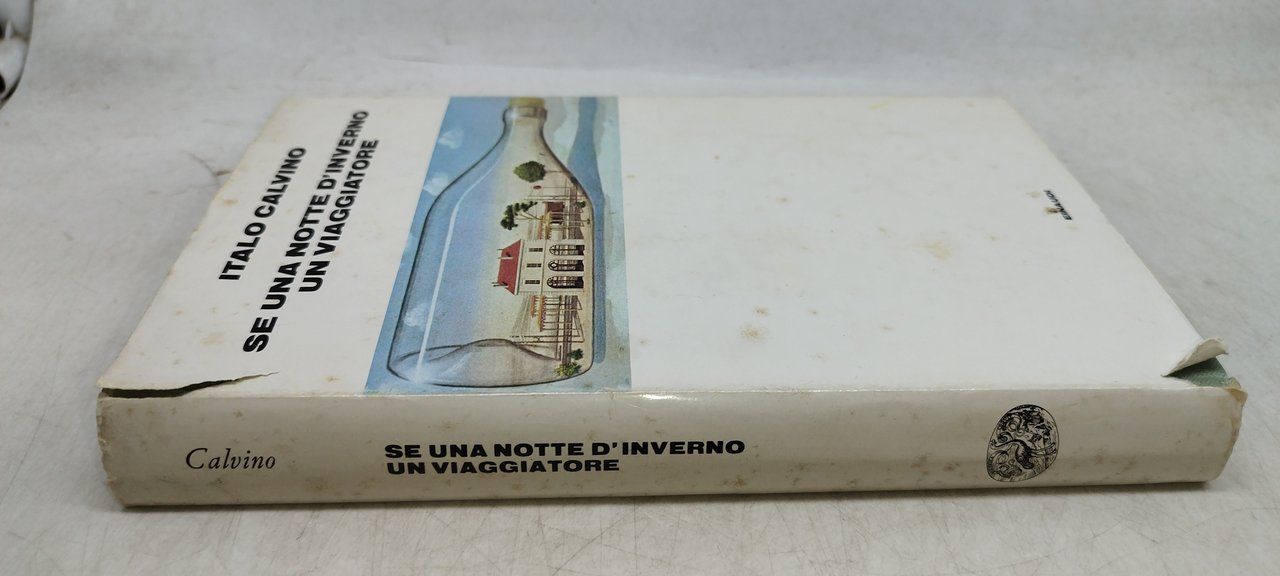 ITALO CALVINO
SE UNA NOTTE D'INVERNO
UN VIAGGIATORE
Calvino
SE UNA NOTTE D'INVERNO
UN VIAGGIATORE